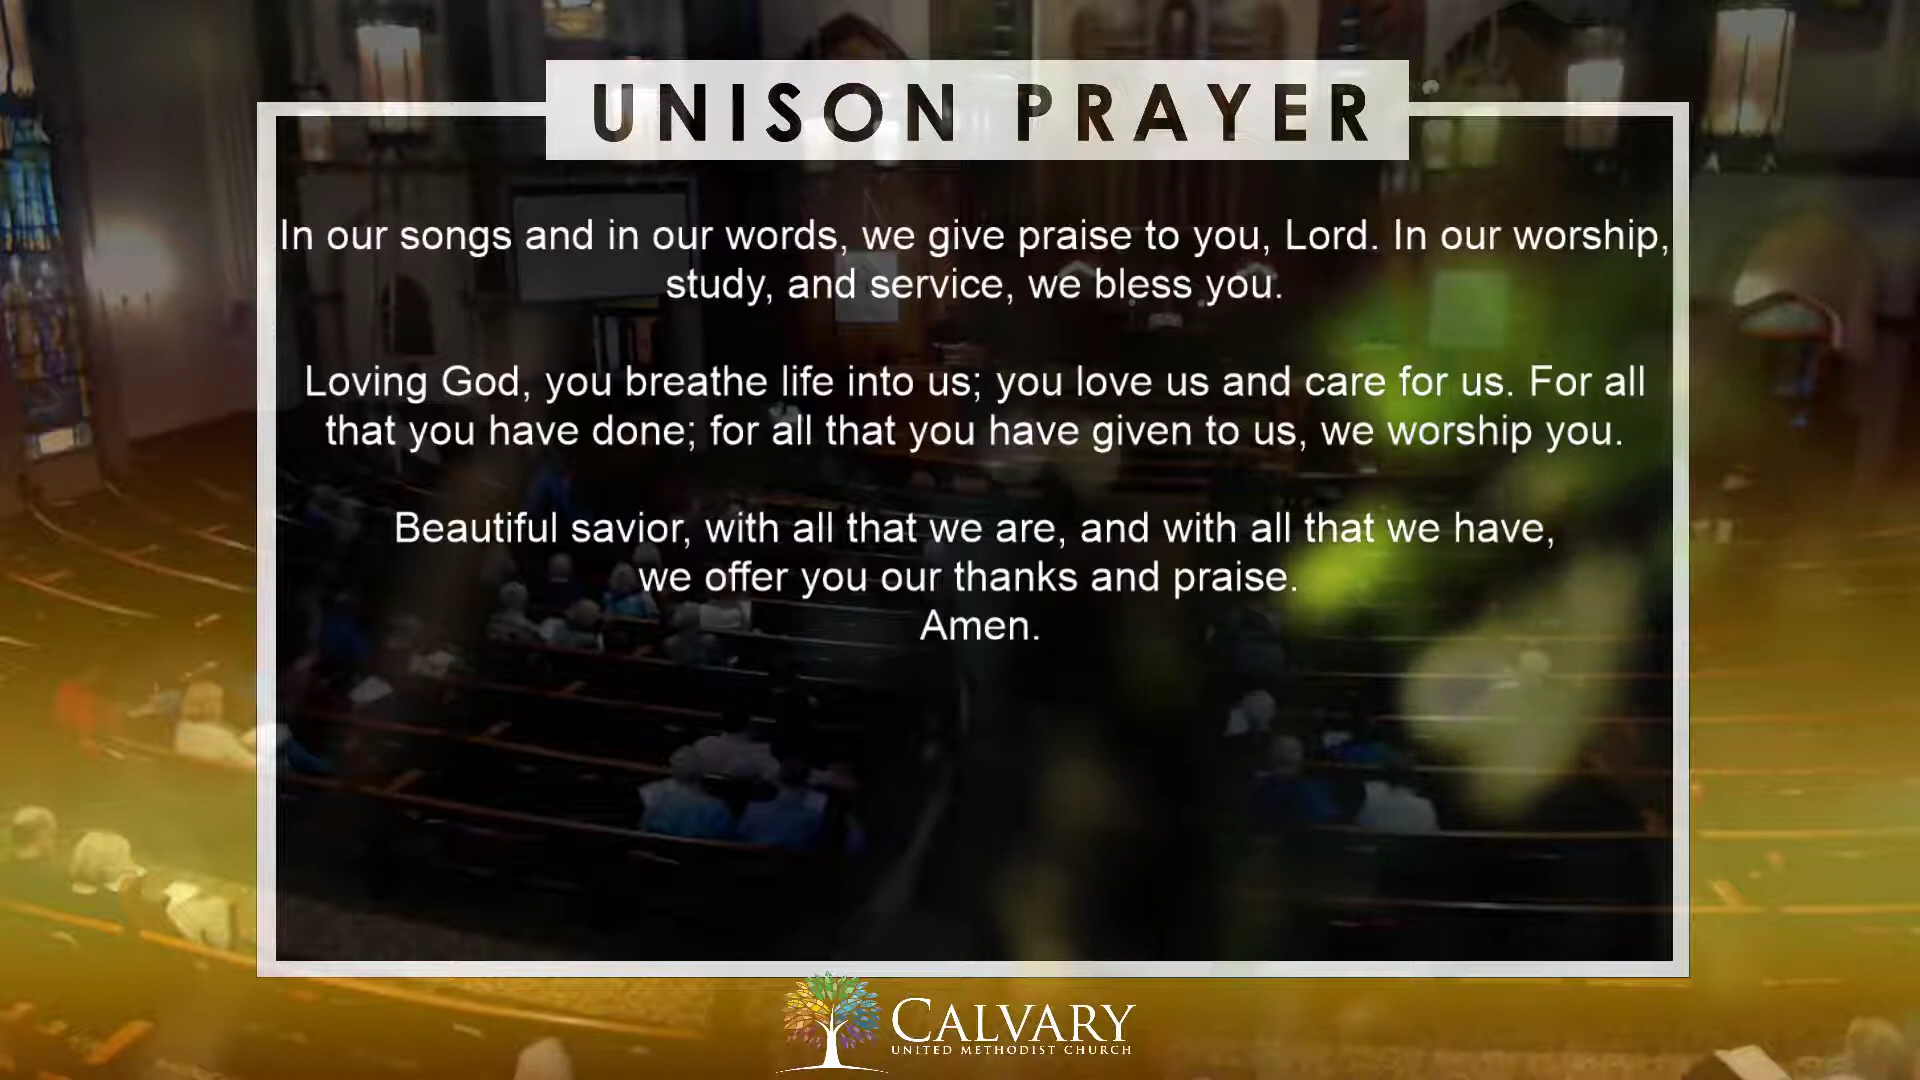 UNISON PRAYER
In our songs and in our words, we give praise to you, Lord. In our worship,
study, and service, we bless you.
Loving God, you breathe life into us; you love us and care for us. For all
that you have done; for all that you have given to us, we worship you.
Beautiful savior, with all that we are, and with all that we have,
we offer you our thanks and praise.
Amen.
CALVARY
UNITED METHODIST CHURCH